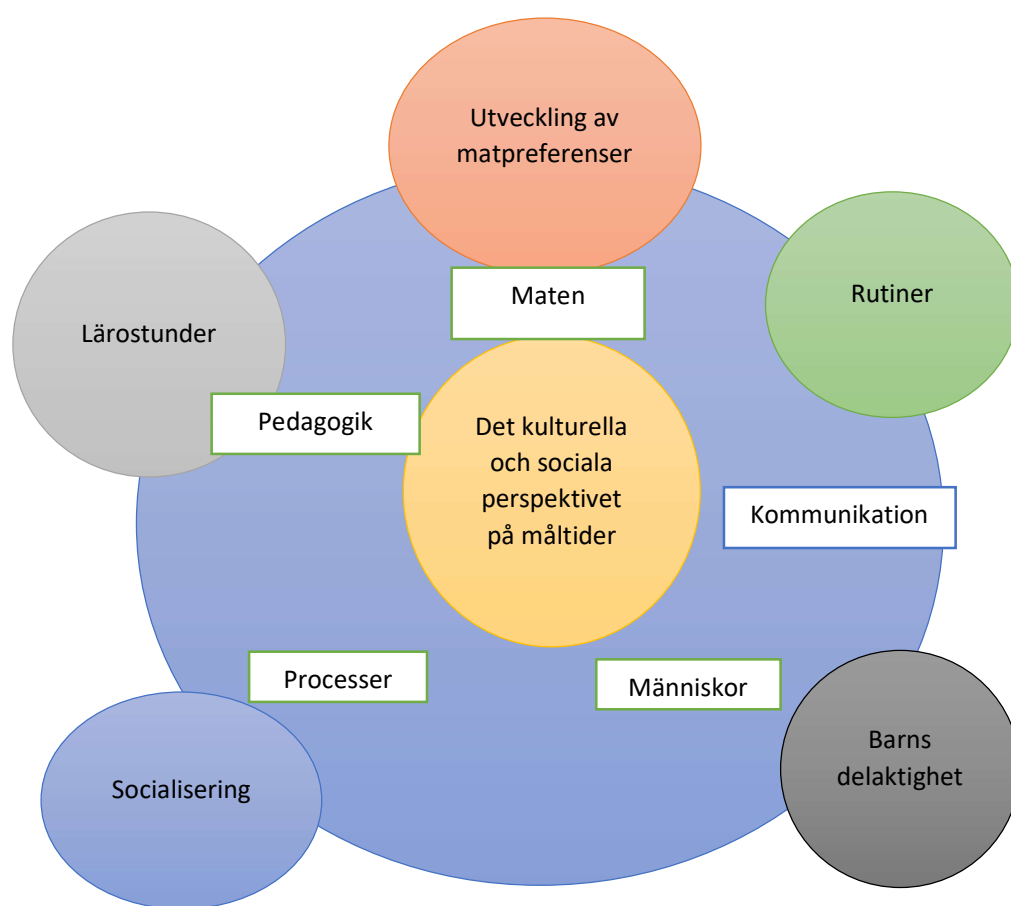 Utveckling av
matpreferenser
Maten
Rutiner
Lärostunder
Pedagogik
Det kulturella
och sociala
perspektivet
på måltider
Kommunikation
Processer
Människor
Barns
delaktighet
Socialisering